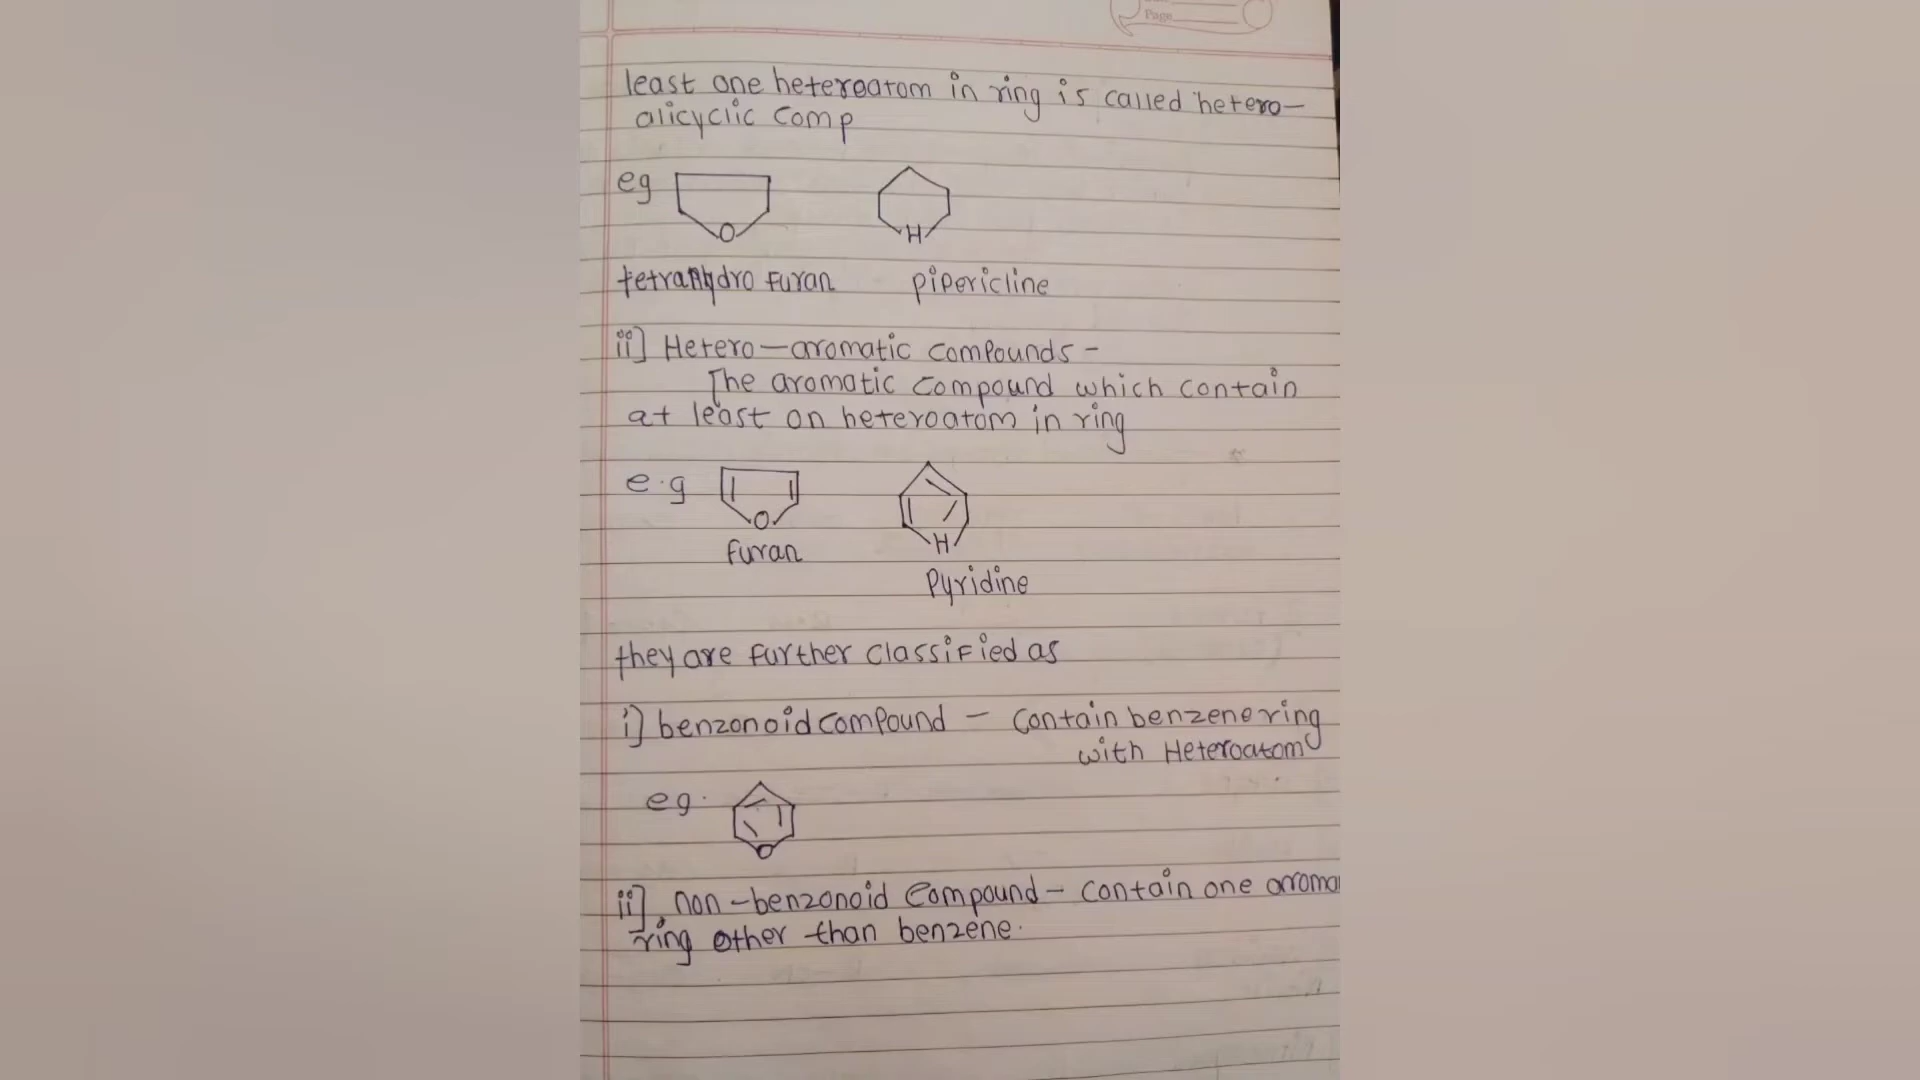 Page
least one heteroatom in ring is called hetero-
alicyclic comp
eg
O H
tetrahydro furan pipericline
ii] Hetero-aromatic compounds -
The aromatic compound which contain
at least on heteroatom in ring
e.g
O H
furan
Pyridine
they are further classified as
i] benzonoid compound - contain benzene ring
with Heteroatom
eg.
O
ii] non-benzonoid compound - contain one aroma
ring other than benzene.